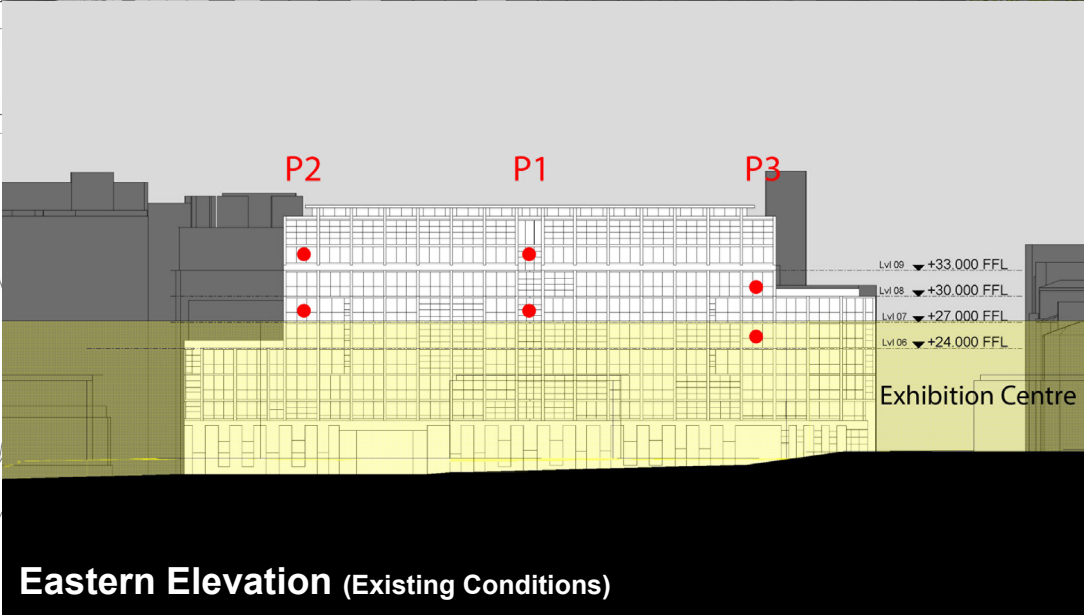 P2 P1 P3
Lvl 09 +33.000 FFL
Lvl 08 +30.000 FFL
Lvl 07 +27.000 FFL
Lvl 06 +24.000 FFL
Exhibition Centre
Eastern Elevation (Existing Conditions)